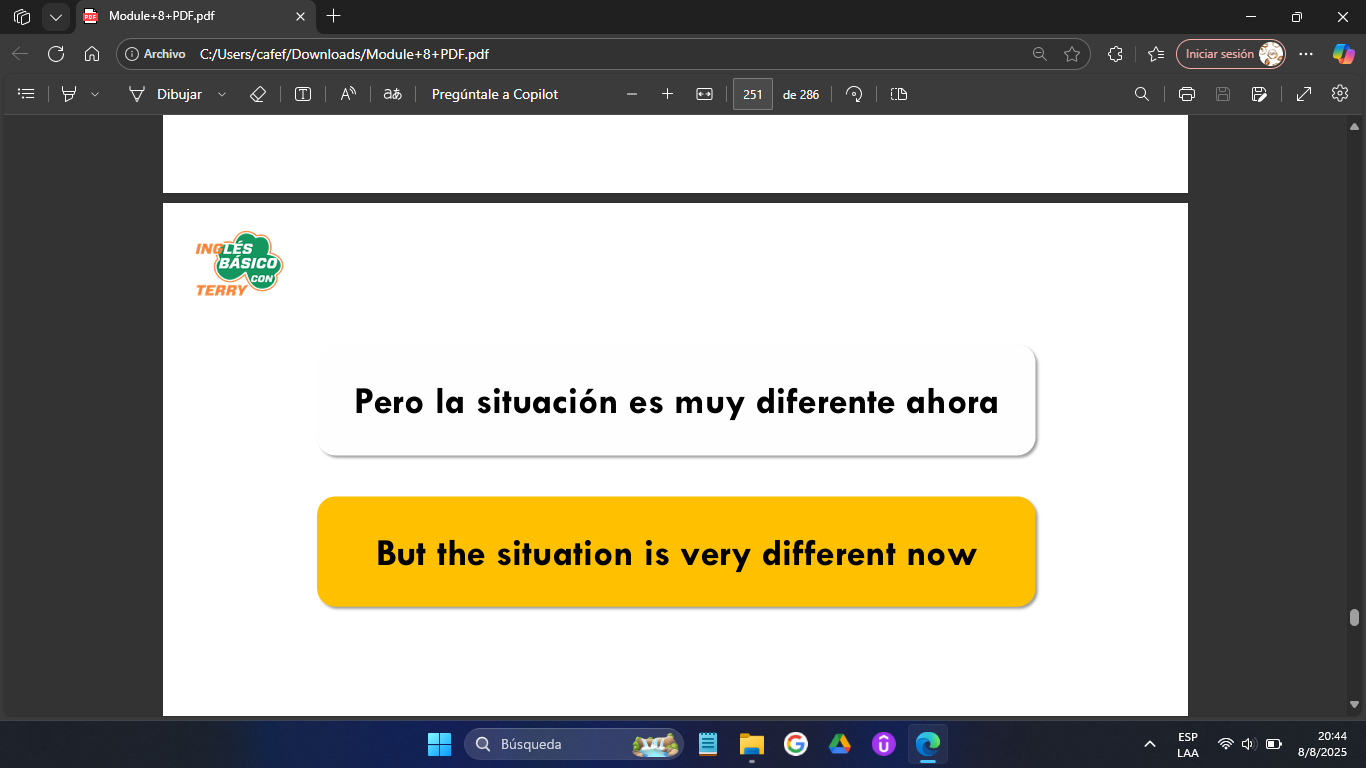 Module+8+PDF.pdf
Archivo
C:/Users/cafef/Downloads/Module+8+PDF.pdf
Iniciar sesión
Dibujar
aあ
Pregúntale a Copilot
251
de 286
INGLÉS
BÁSICO
CON
TERRY
Pero la situación es muy diferente ahora
But the situation is very different now
Búsqueda
ESP
LAA
20:44
8/8/2025